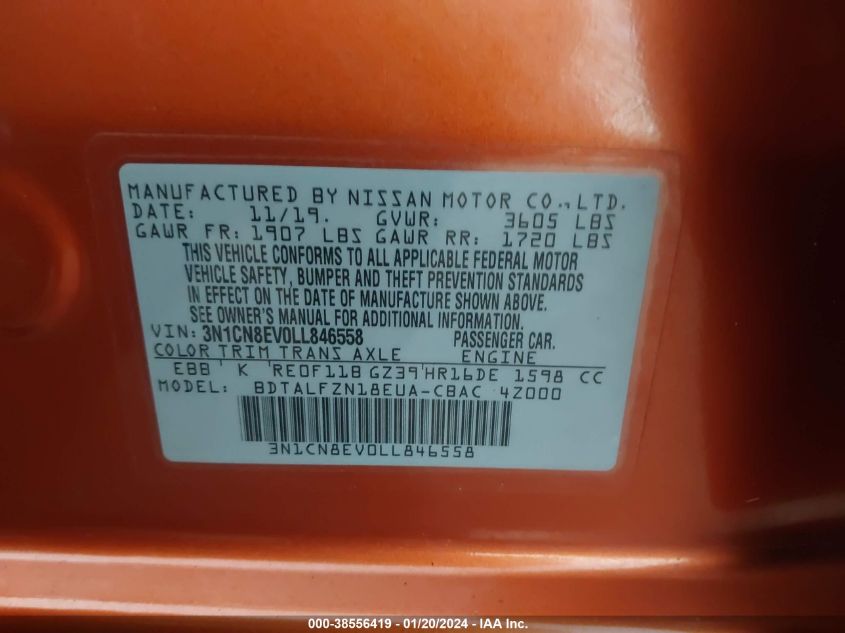 MANUFACTURED BY NISSAN MOTOR CO., LTD.
DATE: 11/19. GVWR: 3605 LBS
GAWR FR: 1907 LBS GAWR RR: 1720 LBS
THIS VEHICLE CONFORMS TO ALL APPLICABLE FEDERAL MOTOR
VEHICLE SAFETY, BUMPER AND THEFT PREVENTION STANDARDS
IN EFFECT ON THE DATE OF MANUFACTURE SHOWN ABOVE.
SEE OWNER'S MANUAL FOR ADDITIONAL INFORMATION.
VIN: 3N1CN8EV0LL846558 PASSENGER CAR.
COLOR TRIM TRANS AXLE ENGINE
EBB K RE0F11B GZ39 HR16DE 1598 CC
MODEL: BDTALFZN18EUA-CBAC 4Z000
3N1CN8EV0LL846558
000-38556419 - 01/20/2024 - IAA Inc.